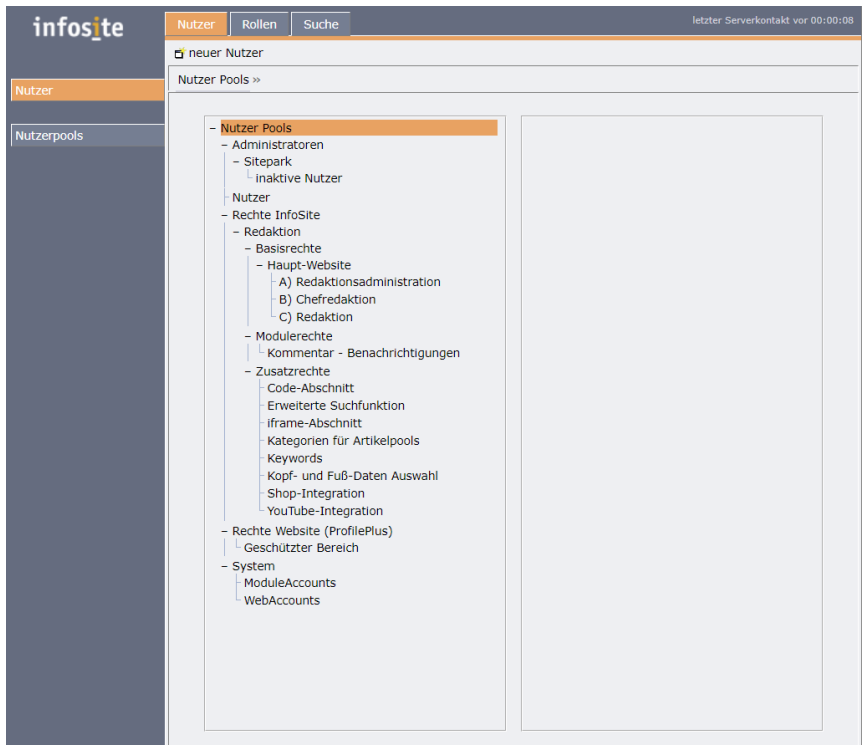 infosite
Nutzer Rollen Suche
letzter Serverkontakt vor 00:00:08
neuer Nutzer
Nutzer Pools »
Nutzer
Nutzerpools
– Nutzer Pools
– Administratoren
– Sitepark
inaktive Nutzer
Nutzer
– Rechte InfoSite
– Redaktion
– Basisrechte
– Haupt-Website
A) Redaktionsadministration
B) Chefredaktion
C) Redaktion
– Modulerechte
Kommentar - Benachrichtigungen
– Zusatzrechte
Code-Abschnitt
Erweiterte Suchfunktion
iframe-Abschnitt
Kategorien für Artikelpools
Keywords
Kopf- und Fuß-Daten Auswahl
Shop-Integration
YouTube-Integration
– Rechte Website (ProfilePlus)
Geschützter Bereich
– System
ModuleAccounts
WebAccounts